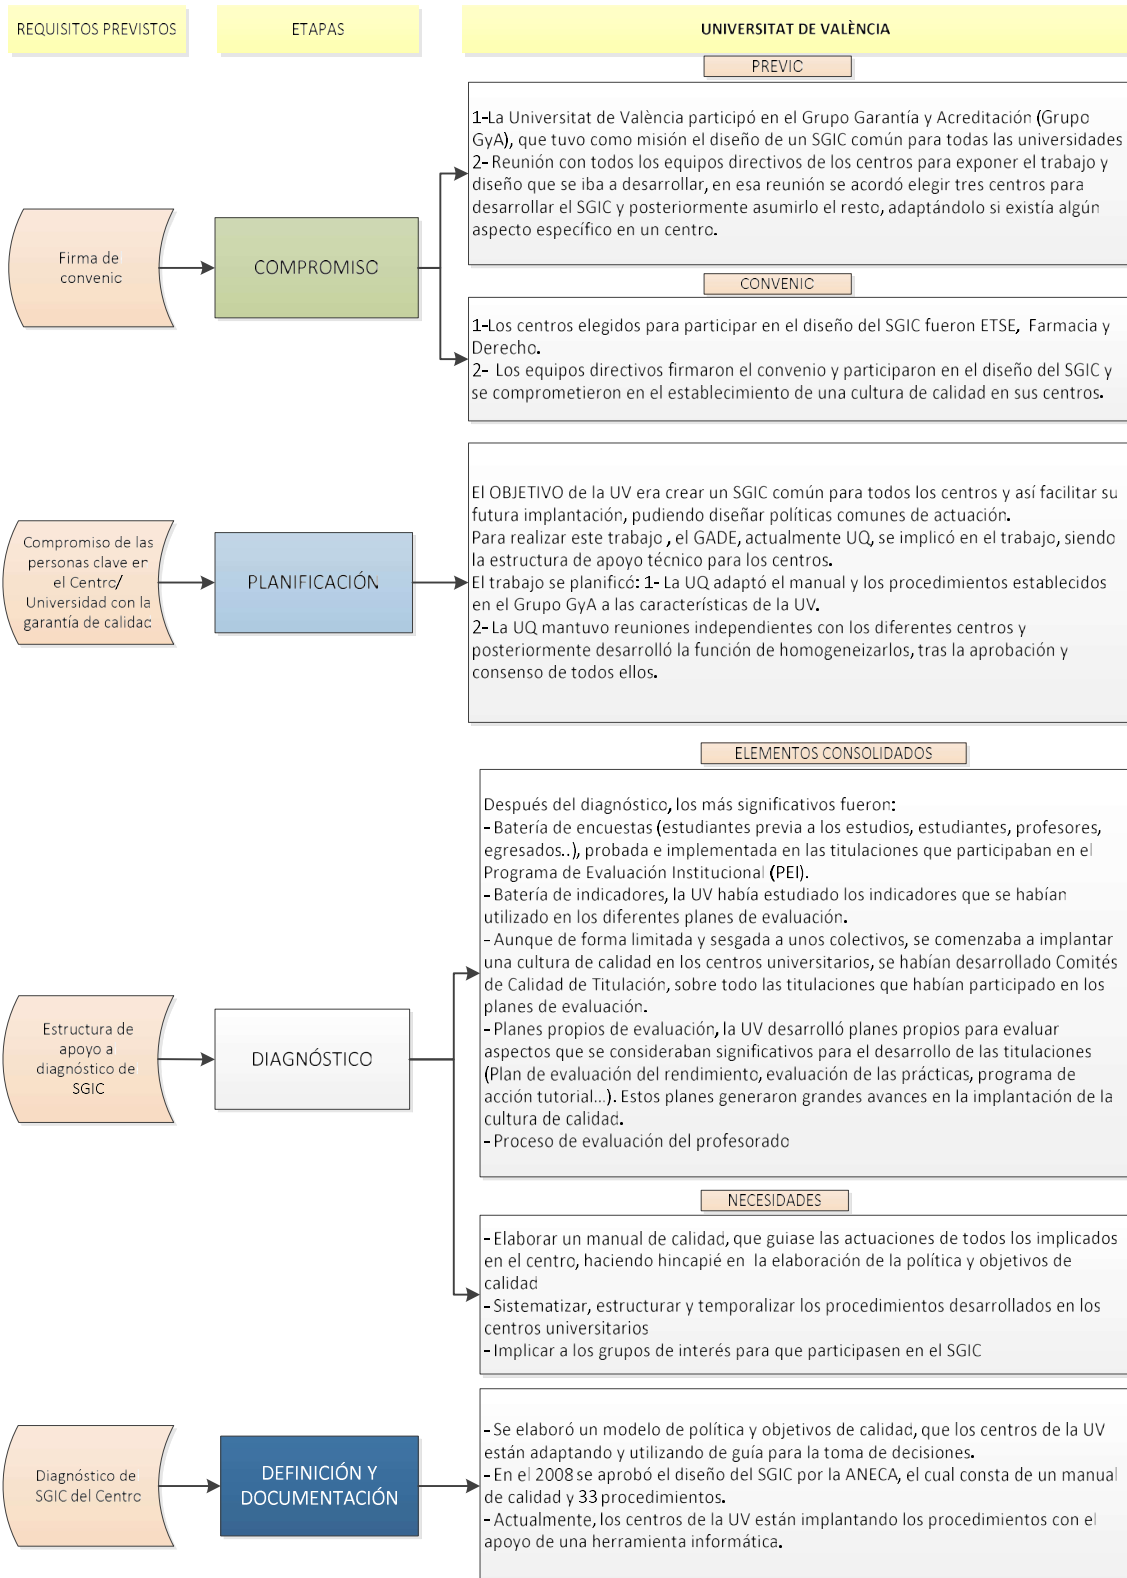 REQUISITOS PREVISTOS
ETAPAS
UNIVERSITAT DE VALÈNCIA
PREVIC
1-La Universitat de València participó en el Grupo Garantía y Acreditación (Grupo
GyA), que tuvo como misión el diseño de un SGIC común para todas las universidades
2- Reunión con todos los equipos directivos de los centros para exponer el trabajo y
diseño que se iba a desarrollar, en esa reunión se acordó elegir tres centros para
desarrollar el SGIC y posteriormente asumirlo el resto, adaptándolo si existía algún
aspecto específico en un centro.
Firma de
convenic
COMPROMISO
CONVENIC
1-Los centros elegidos para participar en el diseño del SGIC fueron ETSE, Farmacia y
Derecho.
2- Los equipos directivos firmaron el convenio y participaron en el diseño del SGIC y
se comprometieron en el establecimiento de una cultura de calidad en sus centros.
Compromiso de las
personas clave en
el Centro/
Universidad con la
garantía de calidac
PLANIFICACIÓN
El OBJETIVO de la UV era crear un SGIC común para todos los centros y así facilitar su
futura implantación, pudiendo diseñar políticas comunes de actuación.
Para realizar este trabajo , el GADE, actualmente UQ, se implicó en el trabajo, siendo
la estructura de apoyo técnico para los centros.
El trabajo se planificó: 1- La UQ adaptó el manual y los procedimientos establecidos
en el Grupo GyA a las características de la UV.
2- La UQ mantuvo reuniones independientes con los diferentes centros y
posteriormente desarrolló la función de homogeneizarlos, tras la aprobación y
consenso de todos ellos.
ELEMENTOS CONSOLIDADOS
Después del diagnóstico, los más significativos fueron:
- Batería de encuestas (estudiantes previa a los estudios, estudiantes, profesores,
egresados..), probada e implementada en las titulaciones que participaban en el
Programa de Evaluación Institucional (PEI).
- Batería de indicadores, la UV había estudiado los indicadores que se habían
utilizado en los diferentes planes de evaluación.
- Aunque de forma limitada y sesgada a unos colectivos, se comenzaba a implantar
una cultura de calidad en los centros universitarios, se habían desarrollado Comités
de Calidad de Titulación, sobre todo las titulaciones que habían participado en los
planes de evaluación.
- Planes propios de evaluación, la UV desarrolló planes propios para evaluar
aspectos que se consideraban significativos para el desarrollo de las titulaciones
(Plan de evaluación del rendimiento, evaluación de las prácticas, programa de
acción tutorial...). Estos planes generaron grandes avances en la implantación de la
cultura de calidad.
- Proceso de evaluación del profesorado
Estructura de
apoyo a
diagnóstico de
SGIC
DIAGNÓSTICO
NECESIDADES
- Elaborar un manual de calidad, que guiase las actuaciones de todos los implicados
en el centro, haciendo hincapié en la elaboración de la política y objetivos de
calidad
- Sistematizar, estructurar y temporalizar los procedimientos desarrollados en los
centros universitarios
- Implicar a los grupos de interés para que participasen en el SGIC
Diagnóstico de
SGIC del Centro
DEFINICIÓN Y
DOCUMENTACIÓN
- Se elaboró un modelo de política y objetivos de calidad, que los centros de la UV
están adaptando y utilizando de guía para la toma de decisiones.
- En el 2008 se aprobó el diseño del SGIC por la ANECA, el cual consta de un manual
de calidad y 33 procedimientos.
- Actualmente, los centros de la UV están implantando los procedimientos con el
apoyo de una herramienta informática.